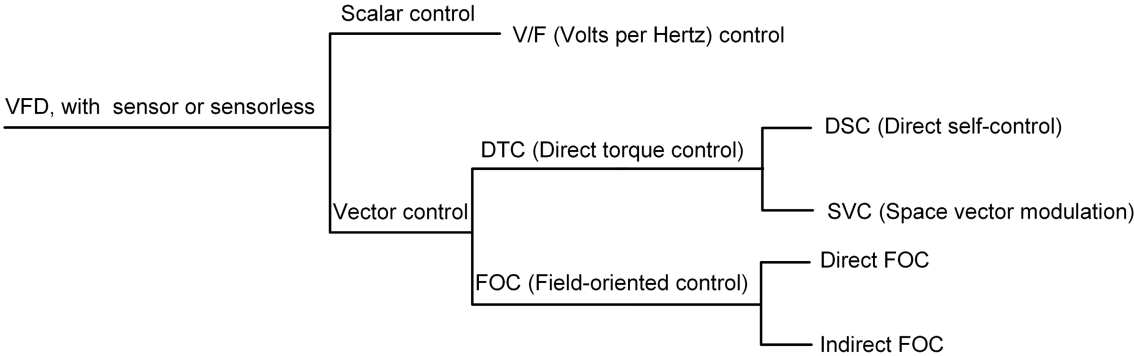 Scalar control
V/F (Volts per Hertz) control
VFD, with  sensor or sensorless
DTC (Direct torque control)
DSC (Direct self-control)
SVC (Space vector modulation)
Vector control
FOC (Field-oriented control)
Direct FOC
Indirect FOC